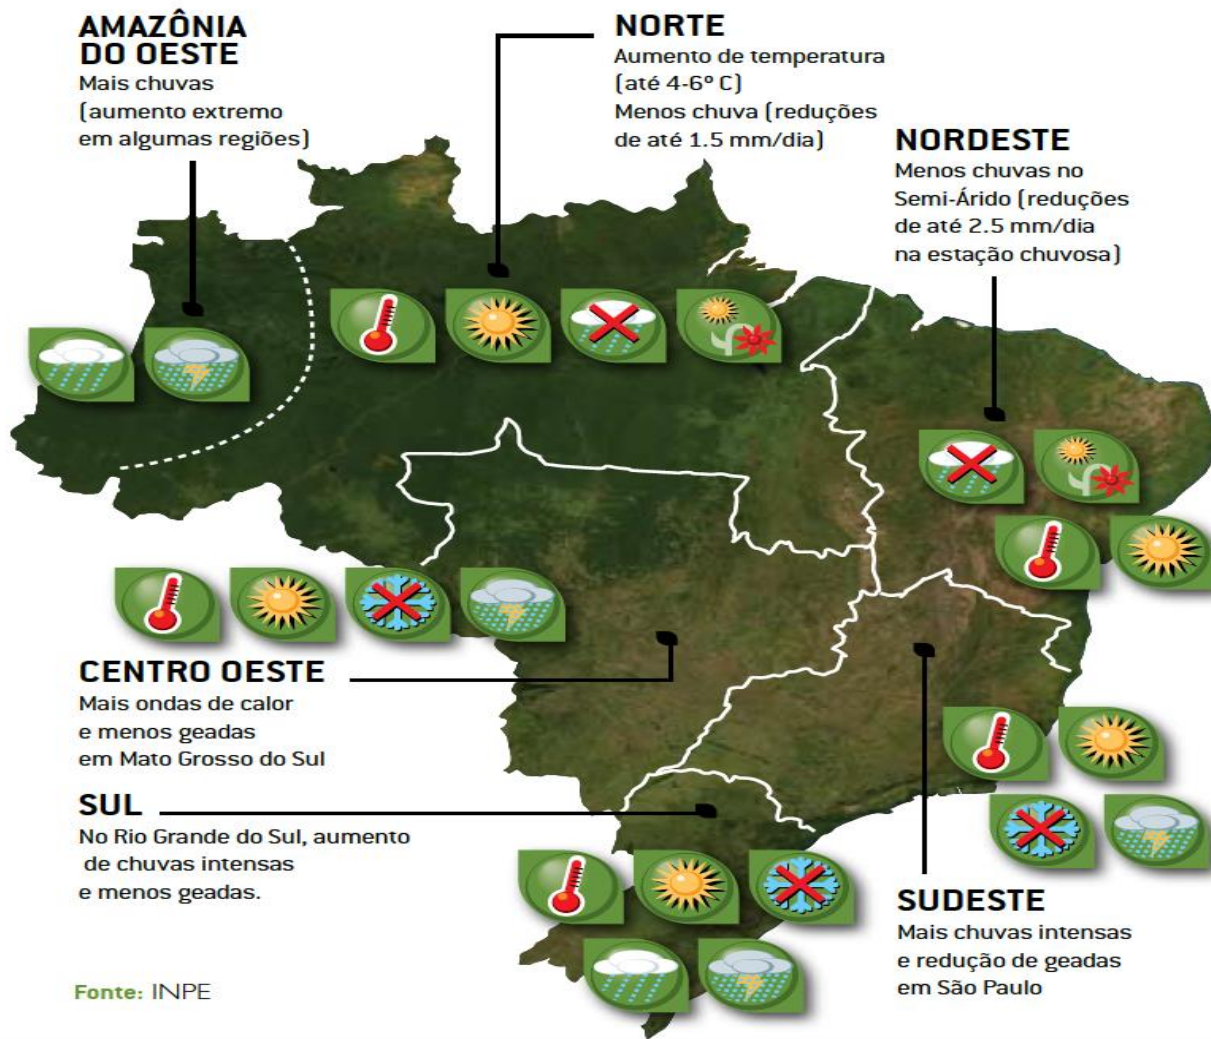 AMAZÔNIA
DO OESTE
Mais chuvas
(aumento extremo
em algumas regiões)
NORTE
Aumento de temperatura
(até 4-6º C)
Menos chuva (reduções
de até 1.5 mm/dia)
NORDESTE
Menos chuvas no
Semi-Árido (reduções
de até 2.5 mm/dia
na estação chuvosa)
CENTRO OESTE
Mais ondas de calor
e menos geadas
em Mato Grosso do Sul
SUL
No Rio Grande do Sul, aumento
de chuvas intensas
e menos geadas.
SUDESTE
Mais chuvas intensas
e redução de geadas
em São Paulo
Fonte: INPE